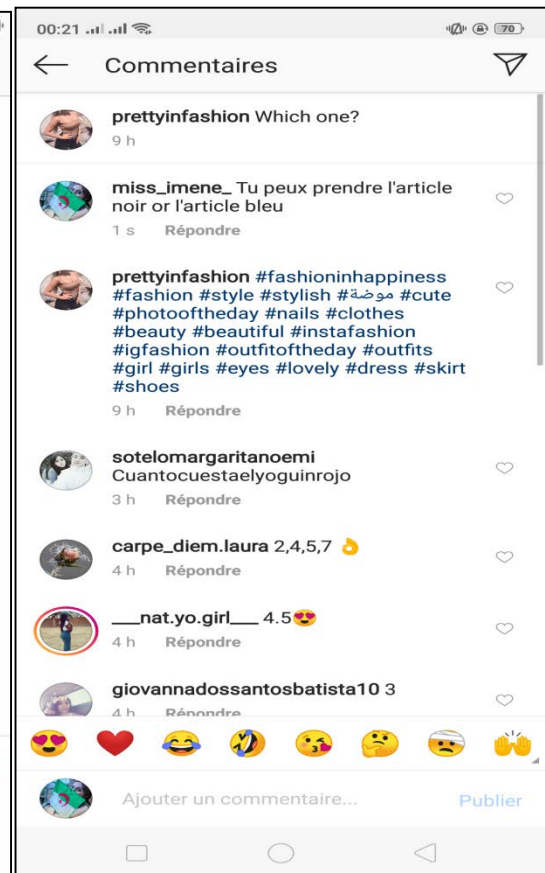 00:21
70
Commentaires
prettyinfashion Which one?
9 h
miss_imene_ Tu peux prendre l'article
noir or l'article bleu
1 s Répondre
prettyinfashion #fashioninhappiness
#fashion #style #stylish #موضة #cute
#photooftheday #nails #clothes
#beauty #beautiful #instafashion
#igfashion #outfitoftheday #outfits
#girl #girls #eyes #lovely #dress #skirt
#shoes
9 h Répondre
sotelomargaritanoemi
Cuantocuestaelyoguinrojo
3 h Répondre
carpe_diem.laura 2,4,5,7 👌
4 h Répondre
___nat.yo.girl___ 4.5😍
4 h Répondre
giovannadossantosbatista10 3
4 h Répondre
Ajouter un commentaire... Publier